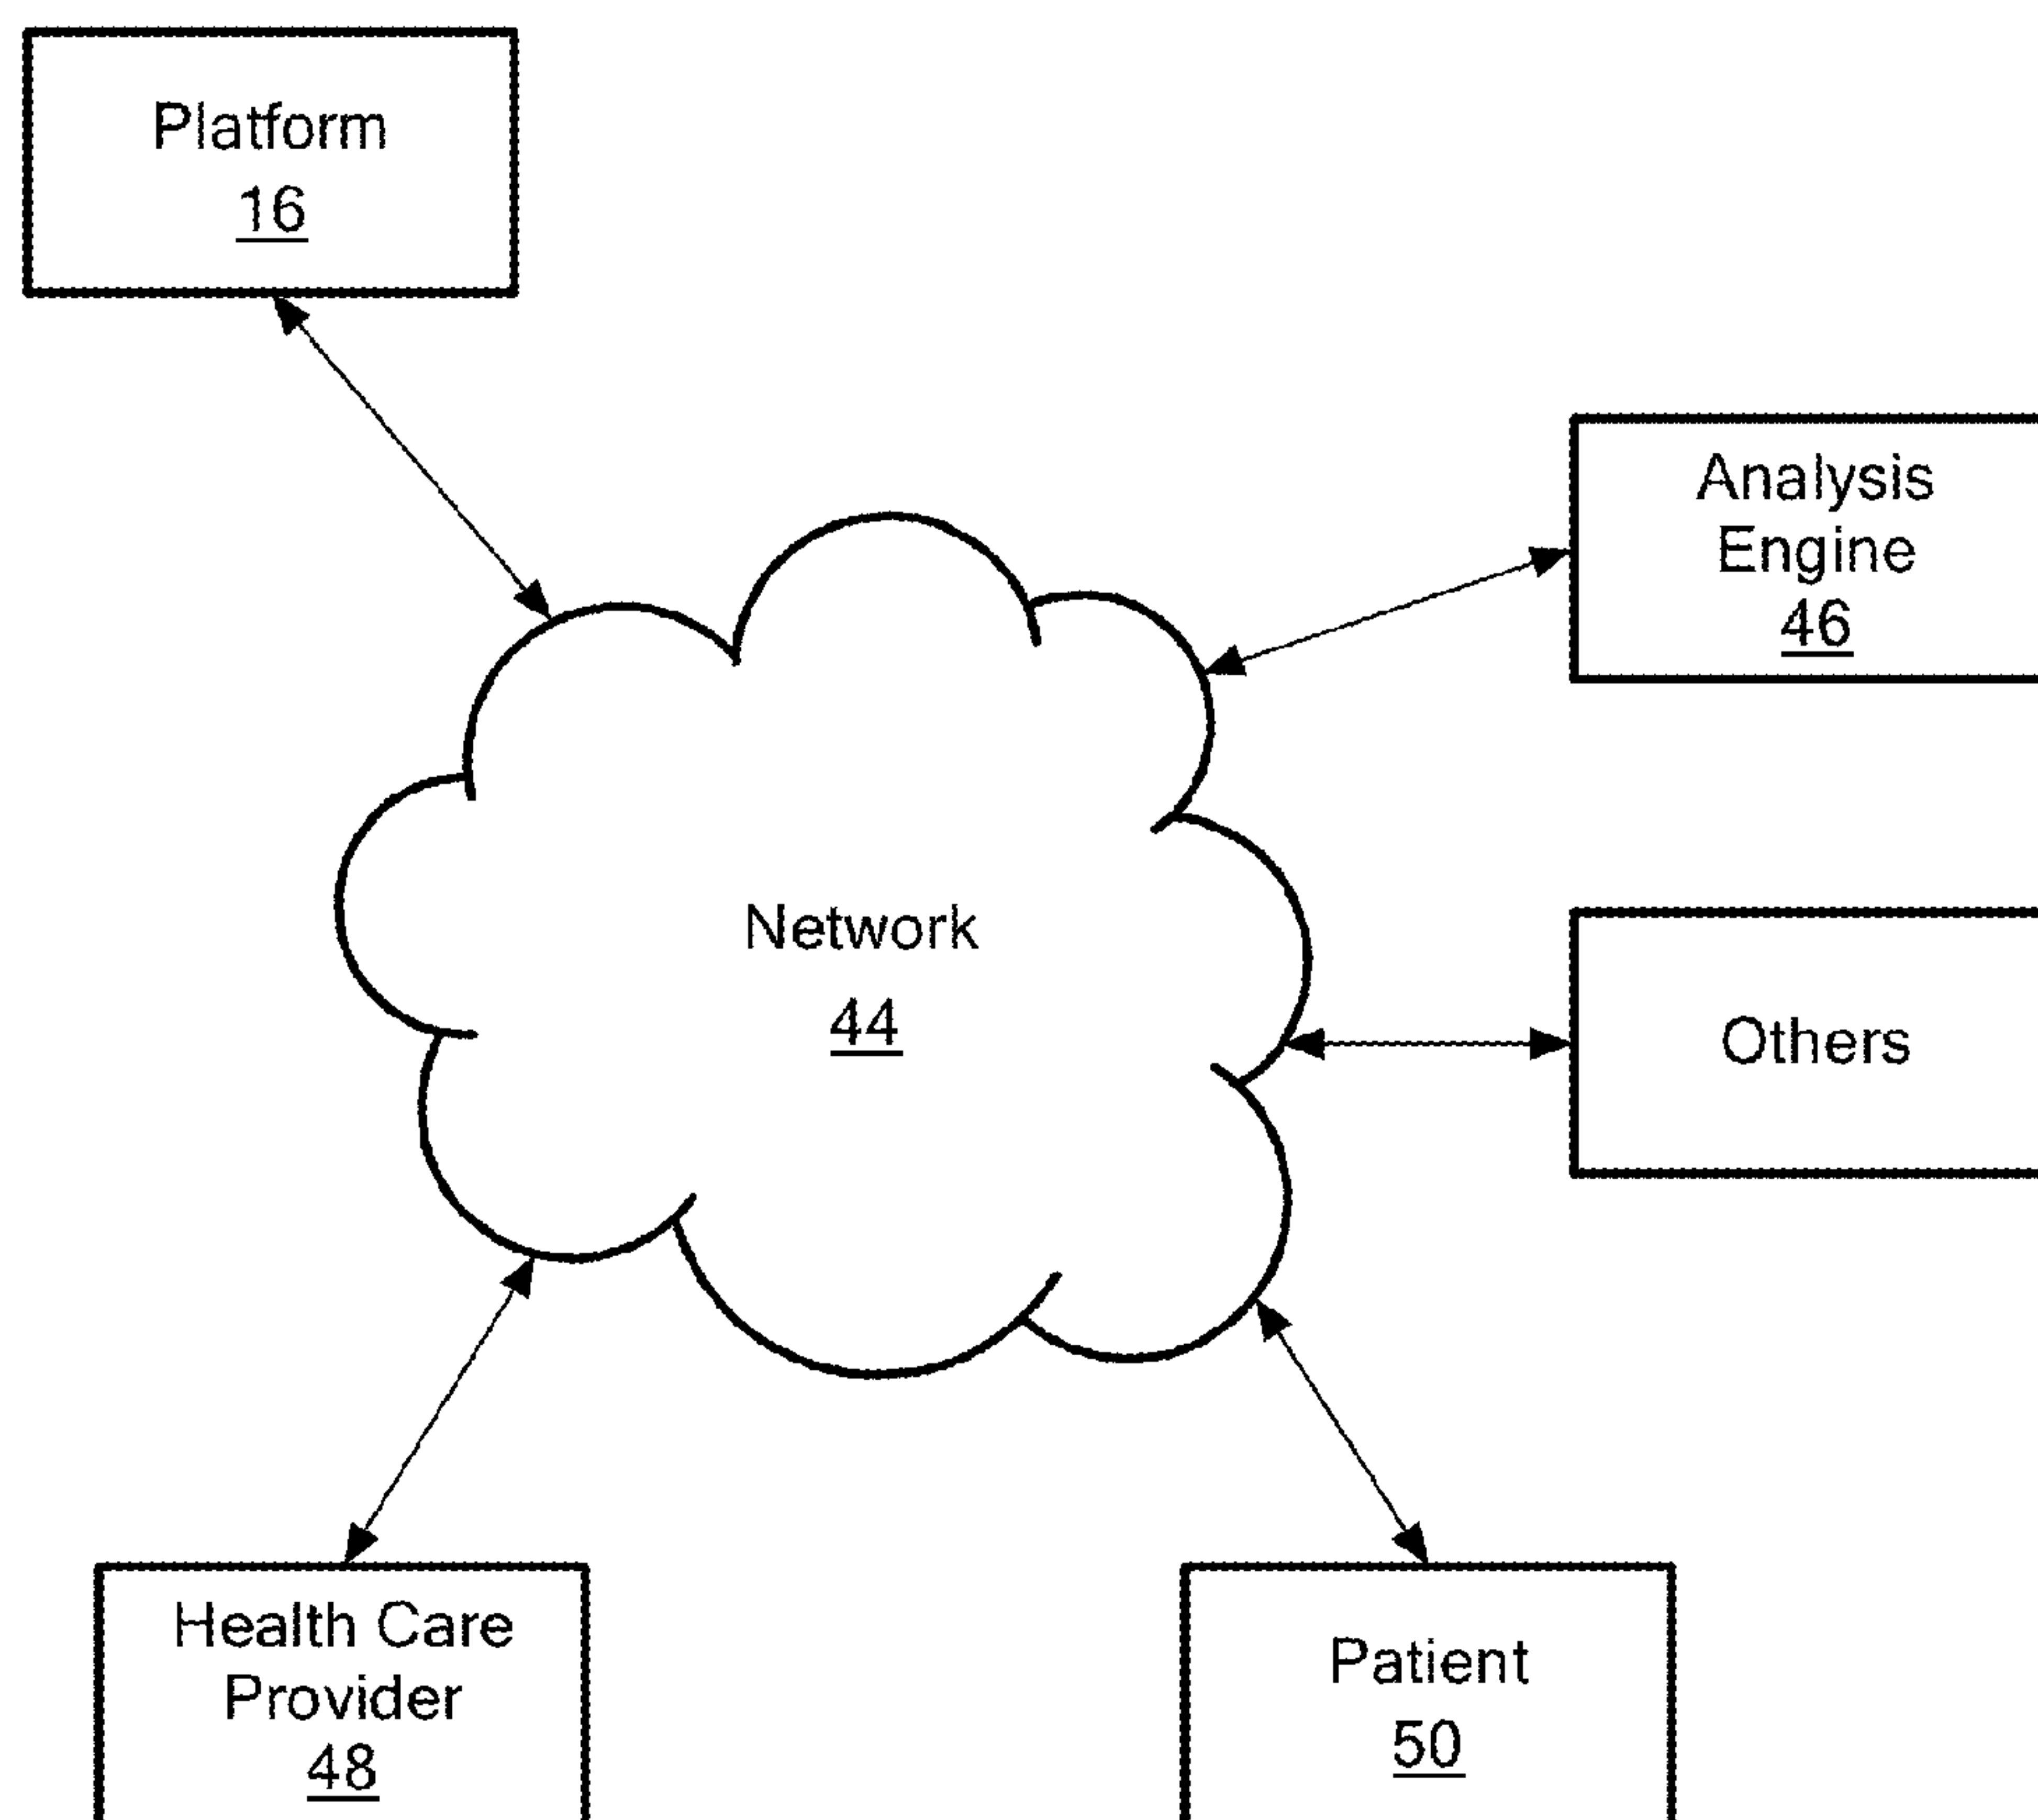 Platform
16
Analysis
Engine
46
Network
44
Others
Health Care
Provider
48
Patient
50